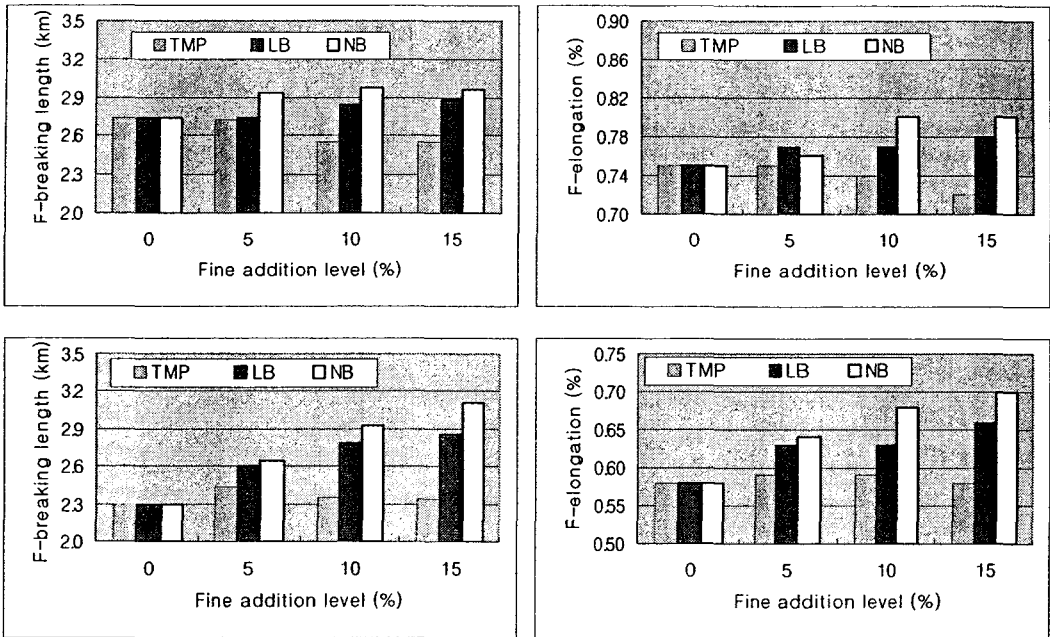 F-breaking length (km)
3.5
3.2
2.9
2.6
2.3
2.0
TMP LB NB
0 5 10 15
Fine addition level (%)
F-elongation (%)
0.90
0.86
0.82
0.78
0.74
0.70
TMP LB NB
0 5 10 15
Fine addition level (%)
F-breaking length (km)
3.5
3.2
2.9
2.6
2.3
2.0
TMP LB NB
0 5 10 15
Fine addition level (%)
F-elongation (%)
0.75
0.70
0.65
0.60
0.55
0.50
TMP LB NB
0 5 10 15
Fine addition level (%)